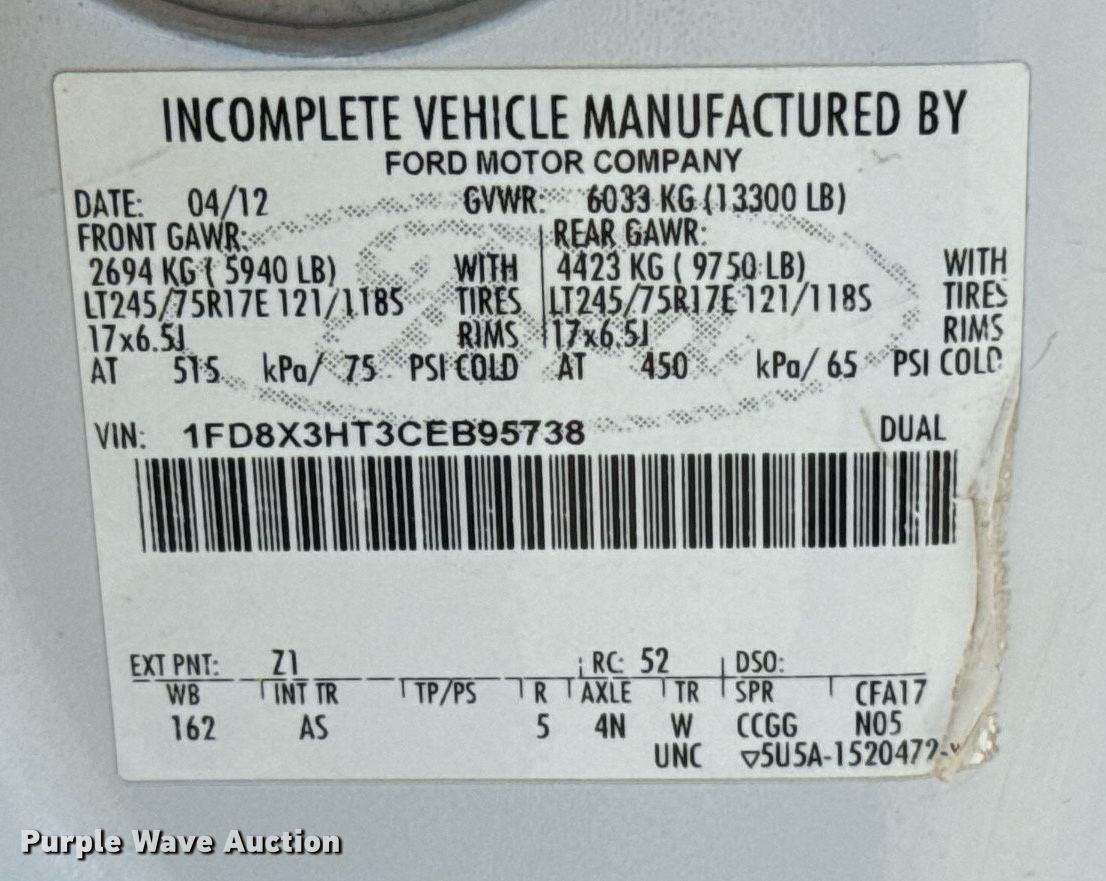 INCOMPLETE VEHICLE MANUFACTURED BY
FORD MOTOR COMPANY
DATE: 04/12 GVWR: 6033 KG (13300 LB)
FRONT GAWR: REAR GAWR:
2694 KG ( 5940 LB) WITH 4423 KG ( 9750 LB) WITH
LT245/75R17E 121/118S TIRES LT245/75R17E 121/118S TIRES
17x6.5J RIMS 17x6.5J RIMS
AT 515 kPa/ 75 PSI COLD AT 450 kPa/ 65 PSI COLD
VIN: 1FD8X3HT3CEB95738 DUAL
EXT PNT: Z1 RC: 52 DSO:
WB INT TR TP/PS R AXLE TR SPR CFA17
162 AS 5 4N W CCGG N05
UNC ▽5U5A-1520472-
Purple Wave Auction